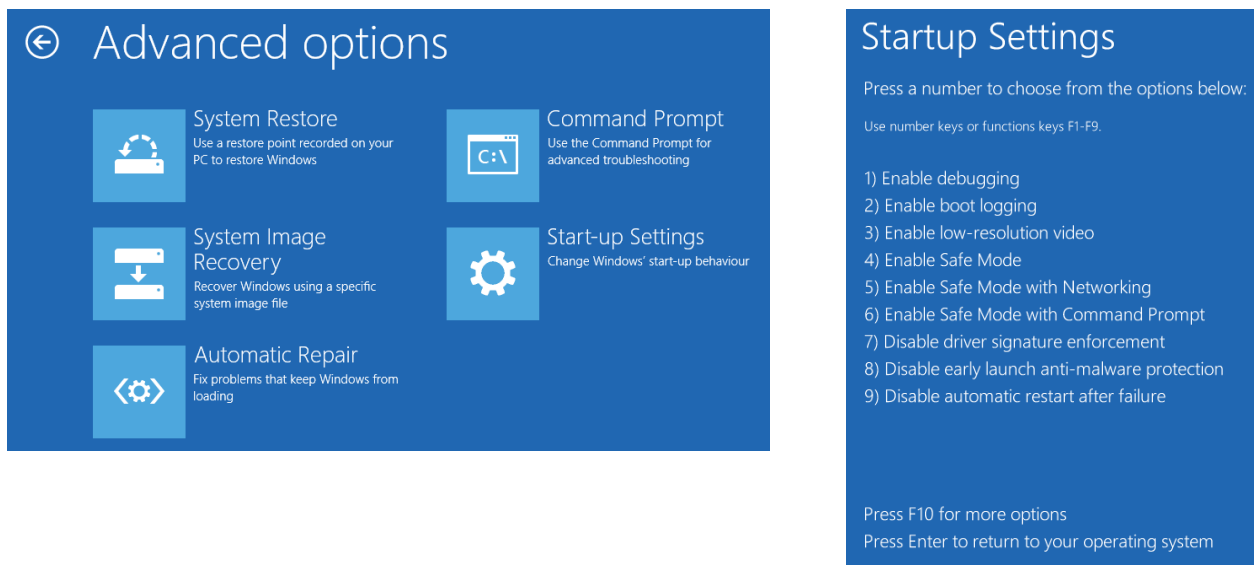 Advanced options
System Restore
Use a restore point recorded on your
PC to restore Windows
Command Prompt
Use the Command Prompt for
advanced troubleshooting
C:\
System Image
Recovery
Recover Windows using a specific
system image file
Start-up Settings
Change Windows' start-up behaviour
Automatic Repair
Fix problems that keep Windows from
loading
Startup Settings
Press a number to choose from the options below:
Use number keys or functions keys F1-F9.
1) Enable debugging
2) Enable boot logging
3) Enable low-resolution video
4) Enable Safe Mode
5) Enable Safe Mode with Networking
6) Enable Safe Mode with Command Prompt
7) Disable driver signature enforcement
8) Disable early launch anti-malware protection
9) Disable automatic restart after failure
Press F10 for more options
Press Enter to return to your operating system